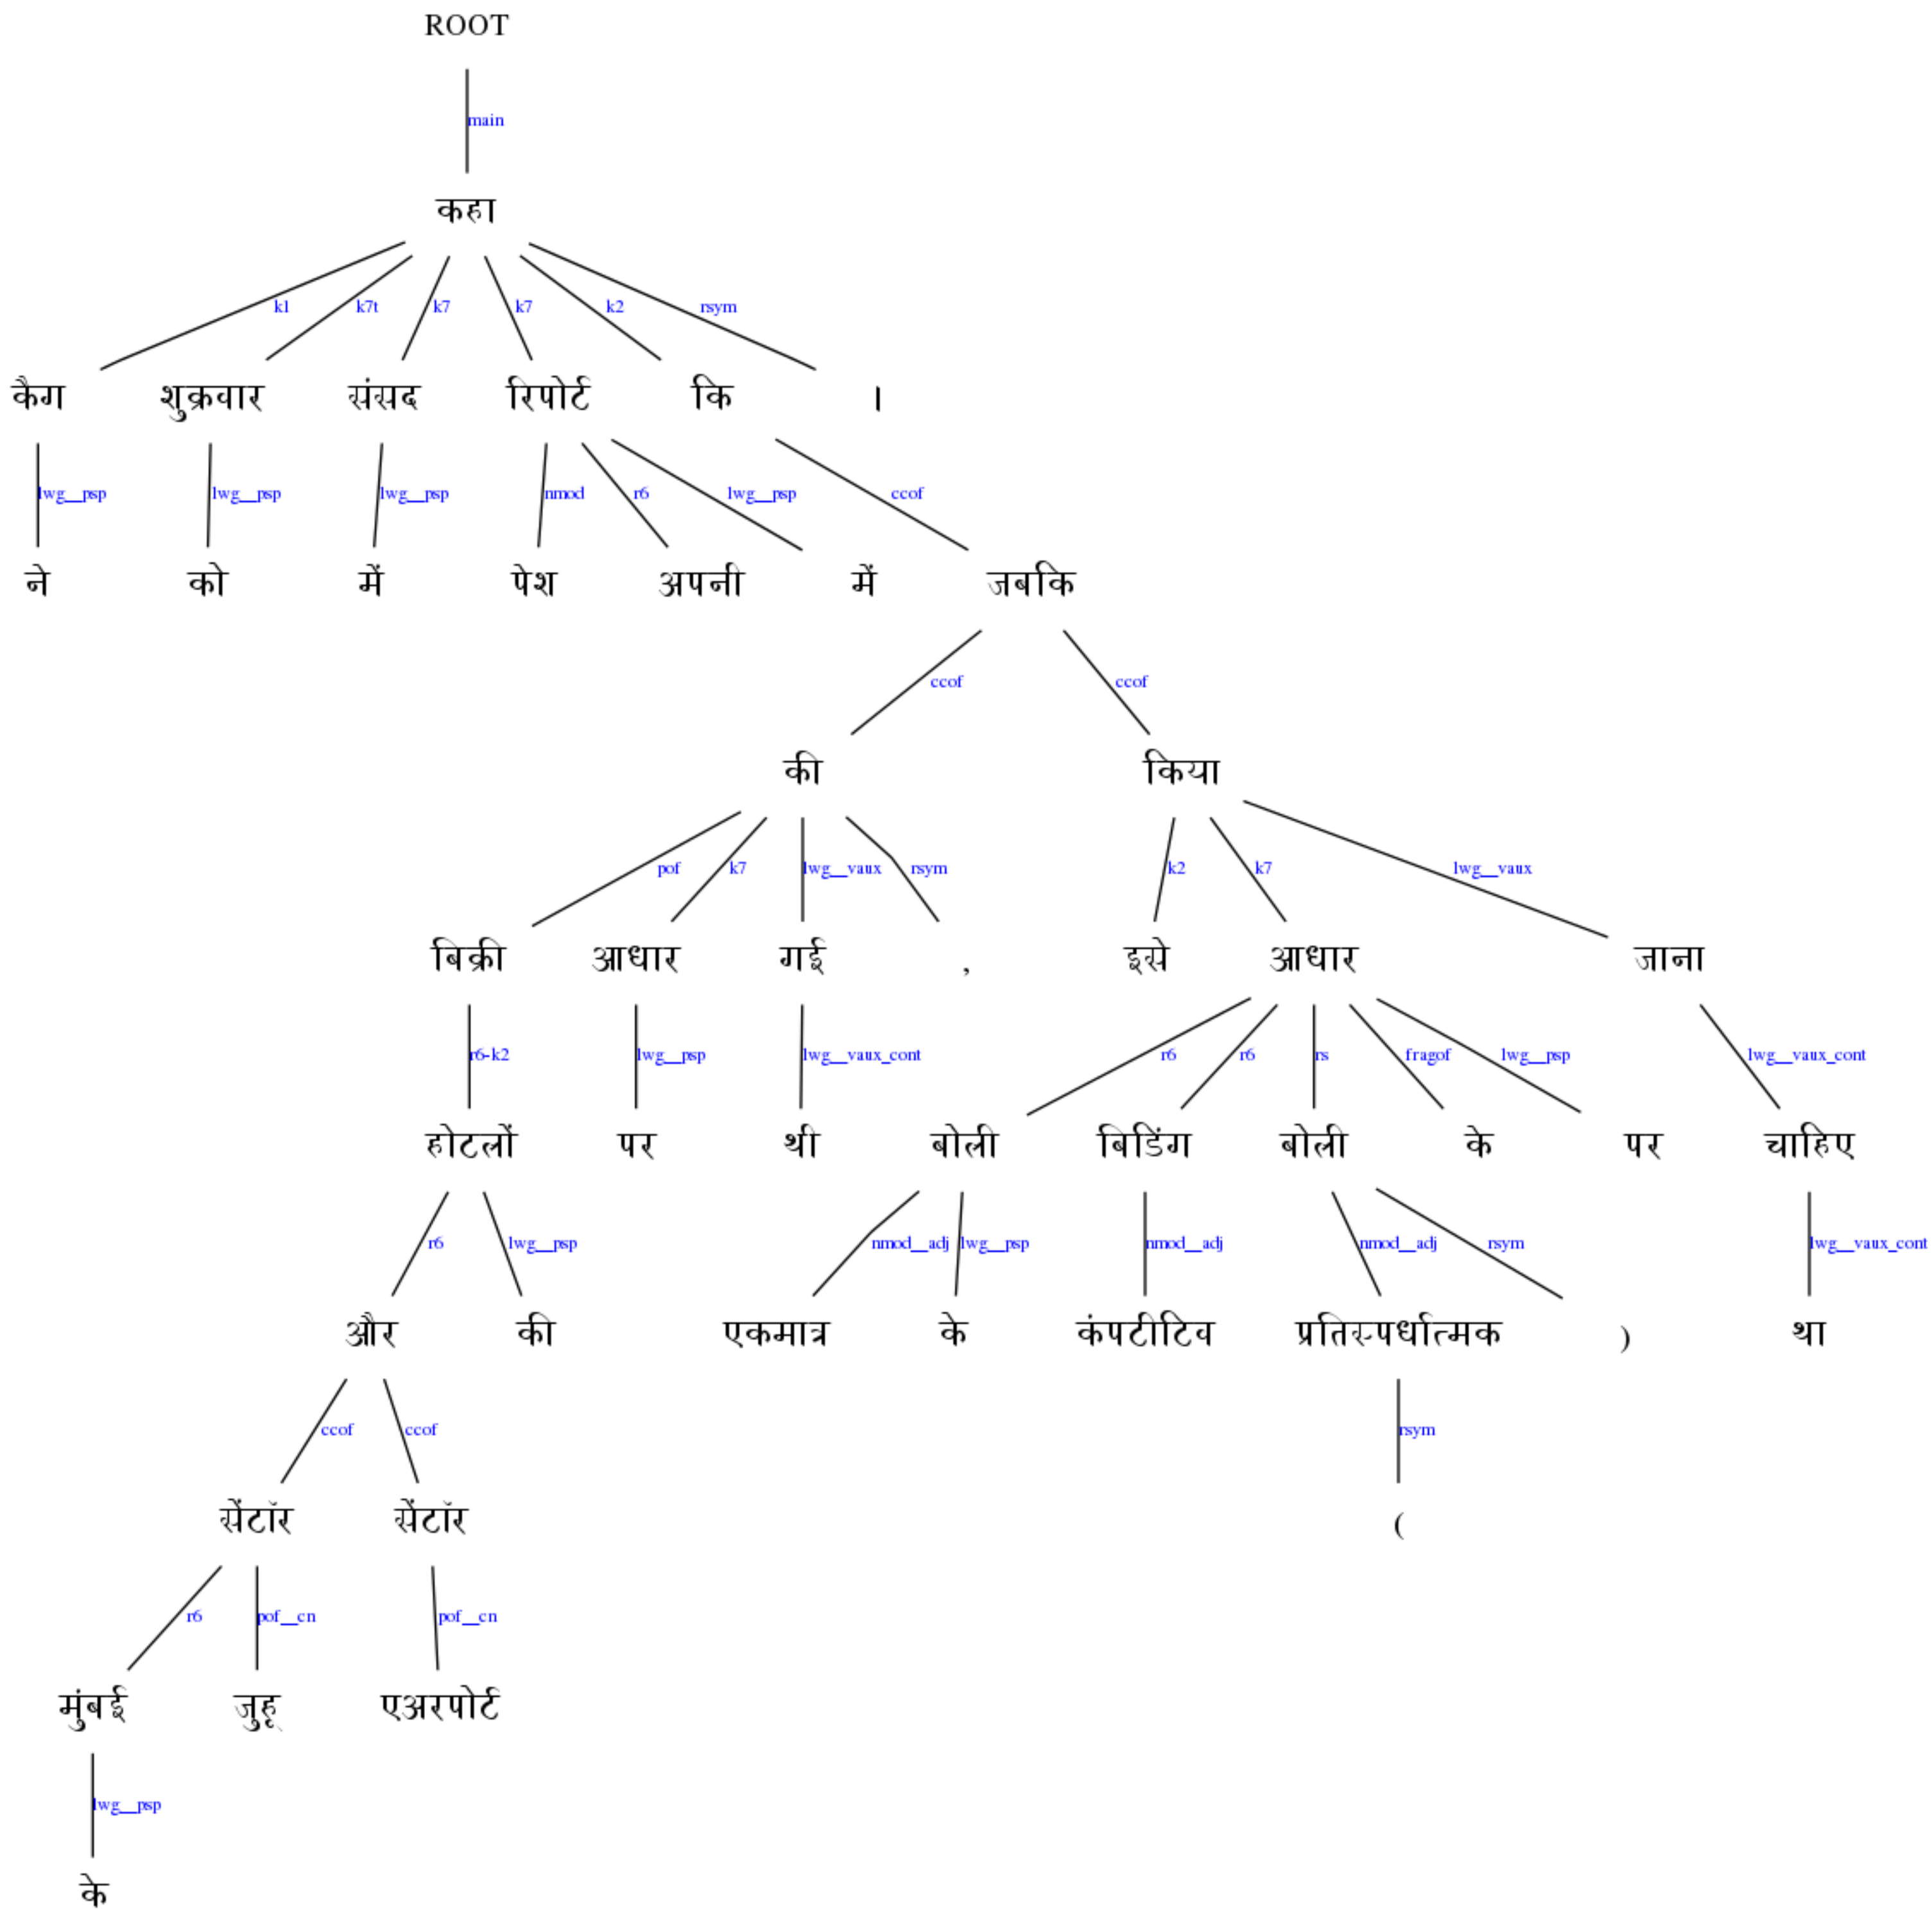 ROOT
main
कहा
k1 k7t k7 k7 k2 rsym
कैग शुक्रवार संसद रिपोर्ट कि ।
lwg__psp lwg__psp lwg__psp nmod r6 lwg__psp ccof
ने को में पेश अपनी में जबकि
ccof ccof
की किया
pof k7 lwg__vaux rsym k2 k7 lwg__vaux
बिक्री आधार गई , इसे आधार जाना
r6-k2 lwg__psp lwg__vaux_cont r6 r6 rs fragof lwg__psp lwg__vaux_cont
होटलों पर थी बोली बिडिंग बोली के पर चाहिए
r6 lwg__psp nmod__adj lwg__psp nmod__adj nmod__adj rsym lwg__vaux_cont
और की एकमात्र के कंपटीटिव प्रतिस्पर्धात्मक ) था
ccof ccof rsym
सेंटॉर सेंटॉर (
r6 pof__cn pof__cn
मुंबई जुहू एअरपोर्ट
lwg__psp
के